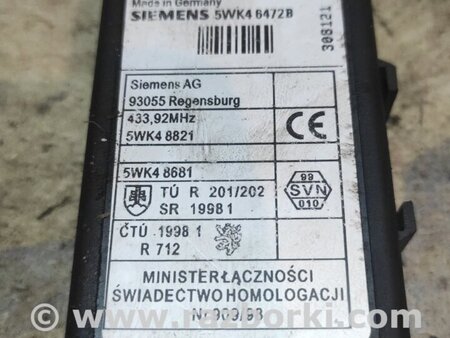 Made in Germany
SIEMENS 5WK4 6472B
308121
Siemens AG
93055 Regensburg
433,92MHz
5WK4 8821
CE
5WK4 8681
TÚ R 201/202
SR 1998 1
99
SVN
010
ČTÚ 1998 1
R 712
MINISTER ŁĄCZNOŚCI
ŚWIADECTWO HOMOLOGACJI
www.razborki.com